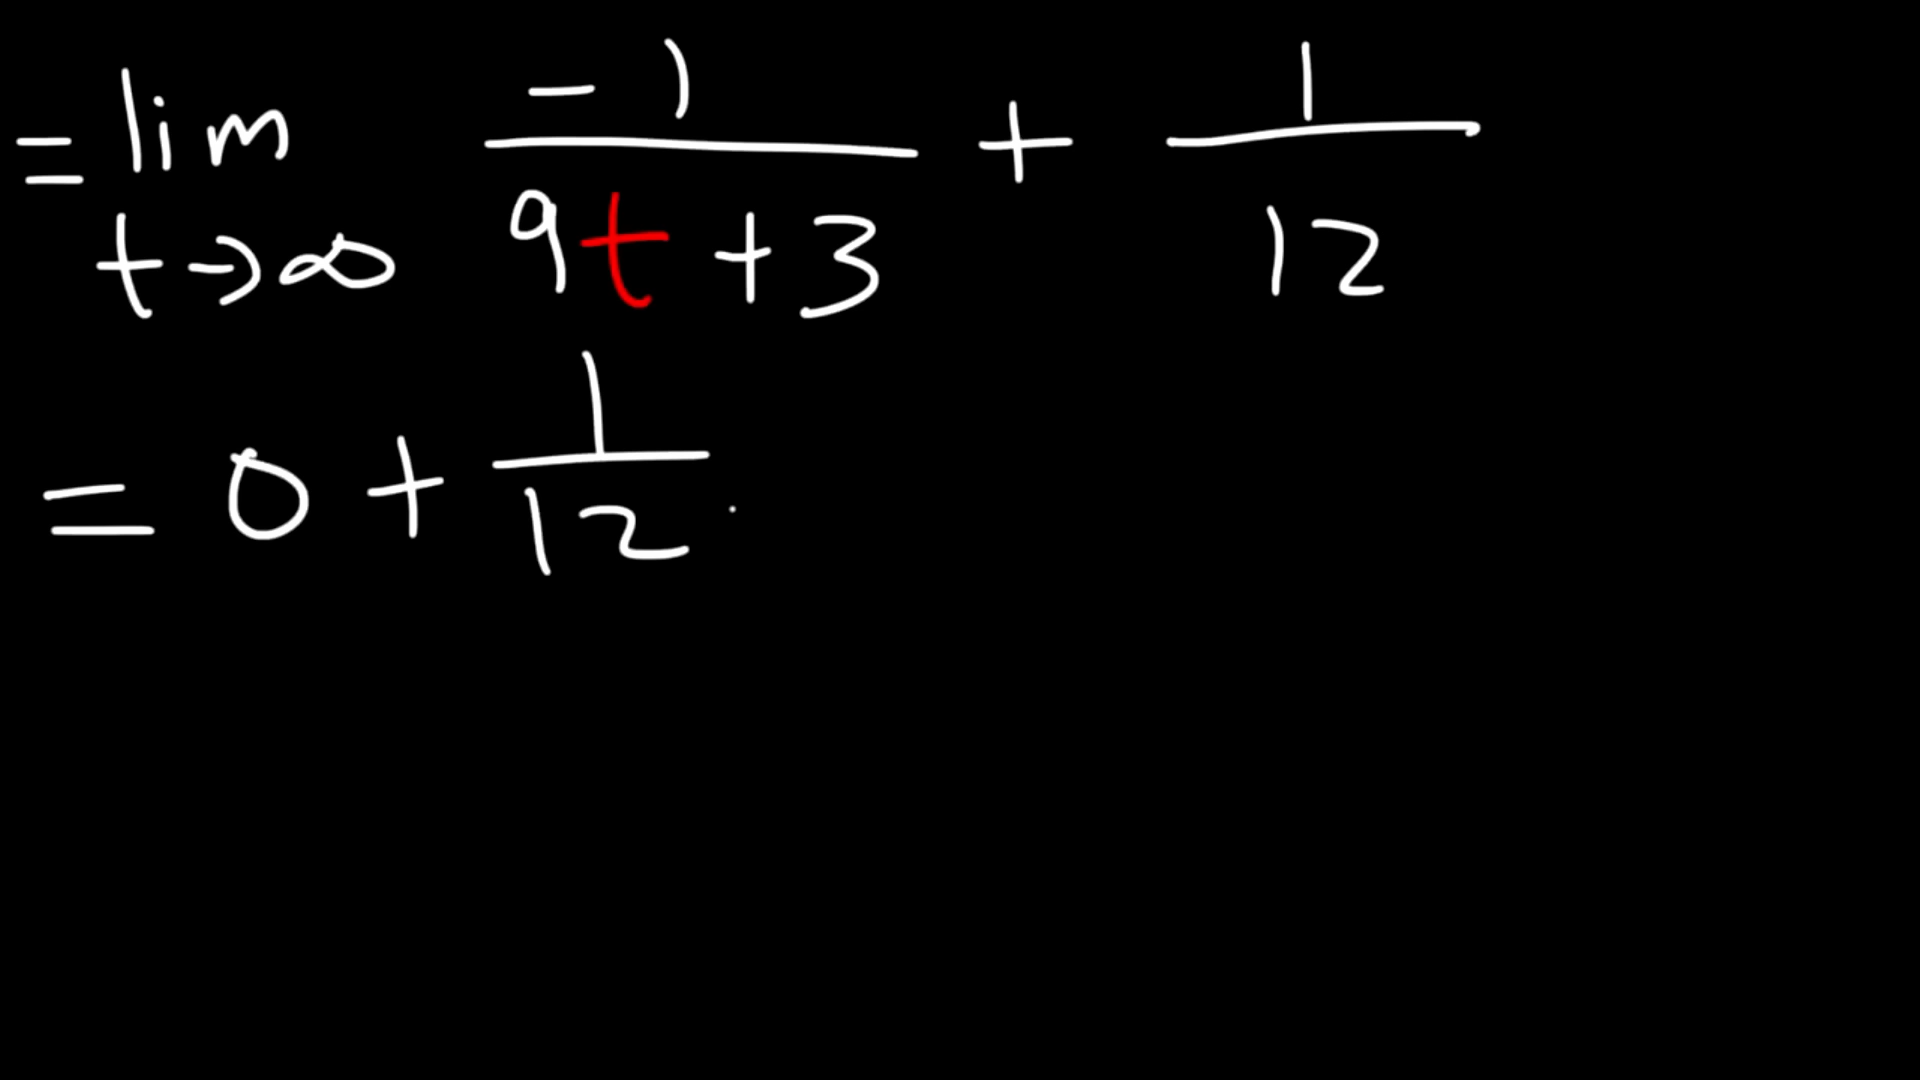 = lim t→∞ -1/(9t+3) + 1/12
= 0 + 1/12